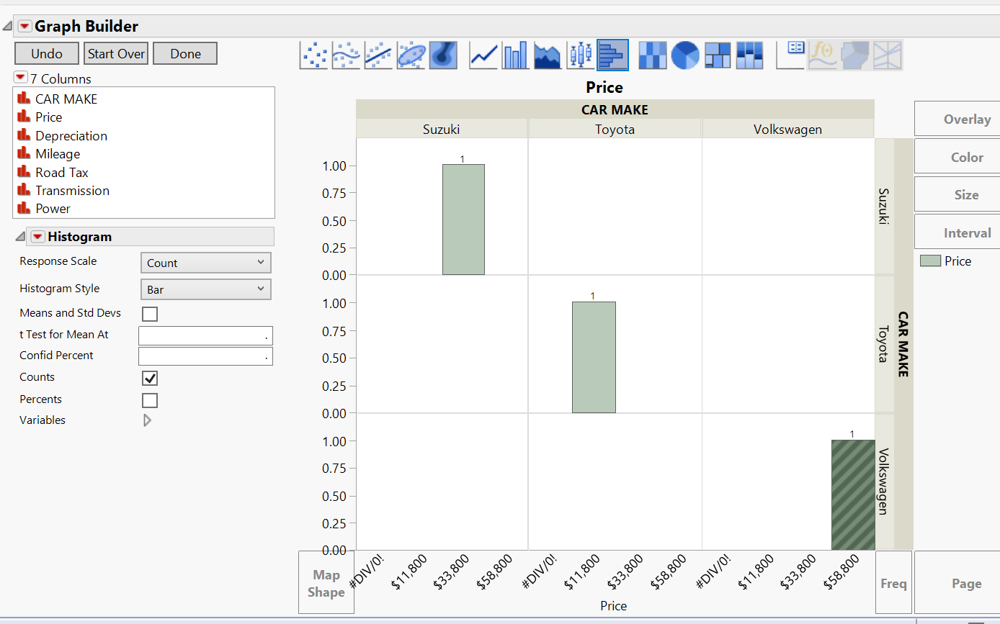 Graph Builder
Undo Start Over Done
7 Columns
CAR MAKE
Price
Depreciation
Mileage
Road Tax
Transmission
Power
Histogram
Response Scale Count
Histogram Style Bar
Means and Std Devs
t Test for Mean At .
Confid Percent .
Counts
Percents
Variables
Price
CAR MAKE
Suzuki Toyota Volkswagen
1
1.00
0.75
0.50
0.25
0.00
Suzuki
1
1.00
0.75
0.50
0.25
0.00
Toyota
1
1.00
0.75
0.50
0.25
0.00
Volkswagen
CAR MAKE
#DIV/0! $11,800 $33,800 $58,800 #DIV/0! $11,800 $33,800 $58,800 #DIV/0! $11,800 $33,800 $58,800
Price
Map
Shape
Freq
Page
Overlay
Color
Size
Interval
Price